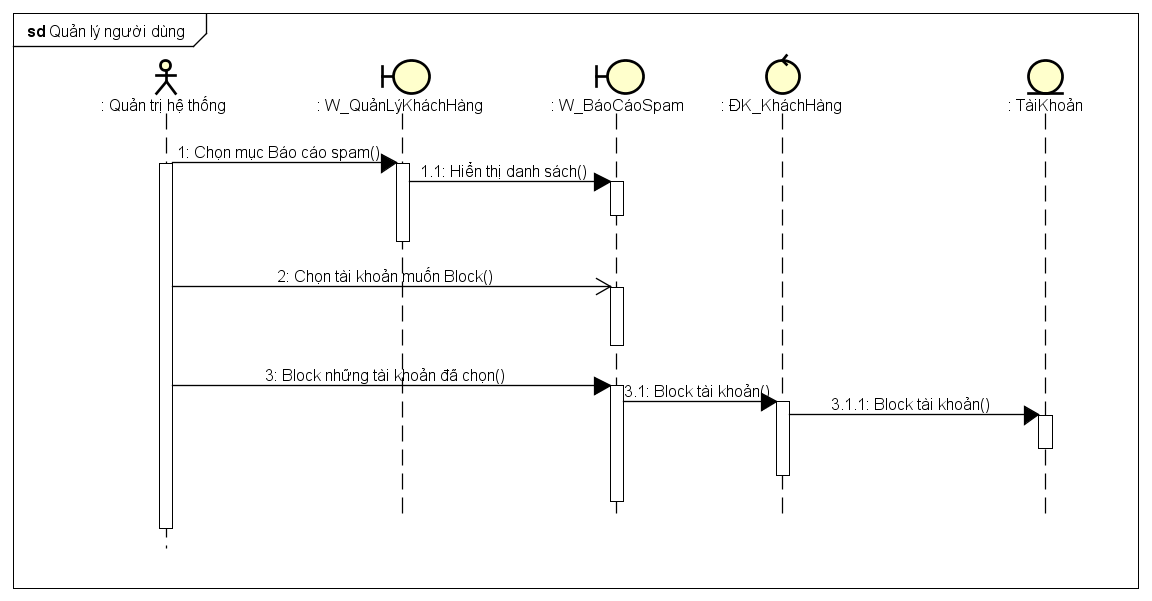 sd Quản lý người dùng
: Quản trị hệ thống
: W_QuảnLýKháchHàng
: W_BáoCáoSpam
: ĐK_KháchHàng
: TàiKhoản
1: Chọn mục Báo cáo spam()
1.1: Hiển thị danh sách()
2: Chọn tài khoản muốn Block()
3: Block những tài khoản đã chọn()
3.1: Block tài khoản()
3.1.1: Block tài khoản()